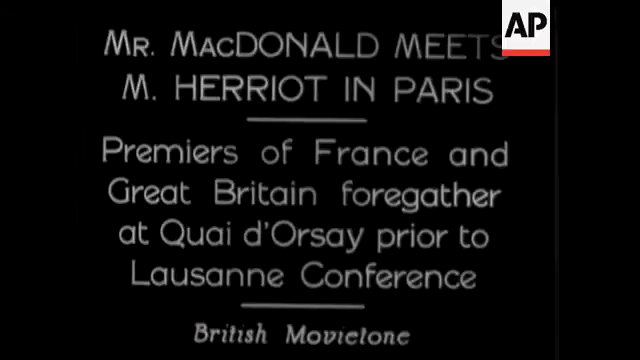 AP
MR. MACDONALD MEETS
M. HERRIOT IN PARIS
Premiers of France and
Great Britain foregather
at Quai d'Orsay prior to
Lausanne Conference
British Movietone